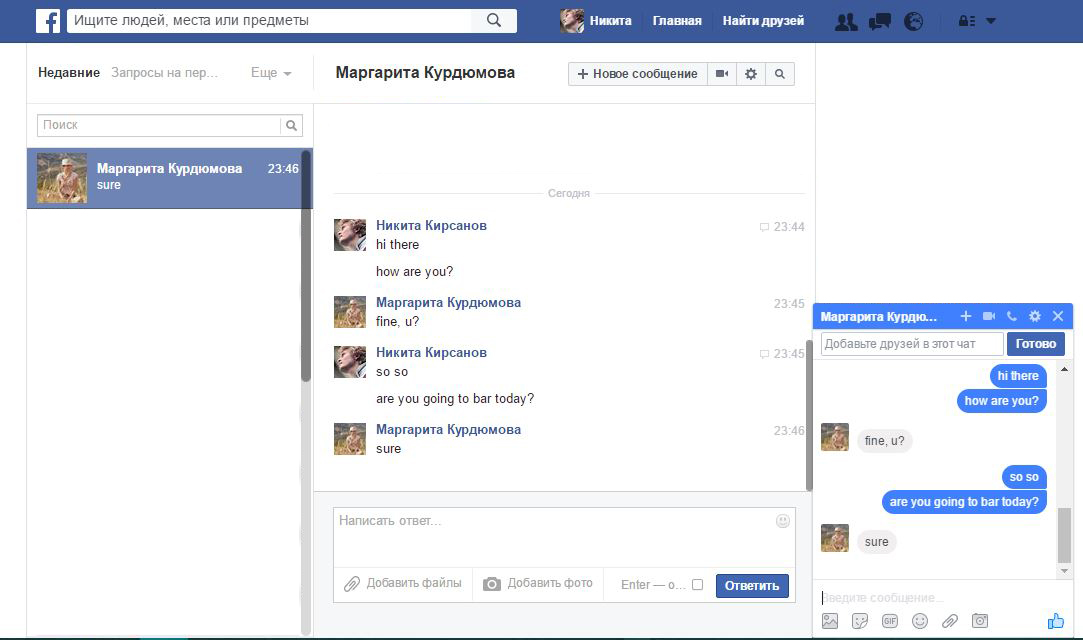 f
Ищите людей, места или предметы
Никита Главная Найти друзей
Недавние Запросы на пер... Еще
Маргарита Курдюмова
+ Новое сообщение
Поиск
Маргарита Курдюмова 23:46
sure
Сегодня
Никита Кирсанов 23:44
hi there
how are you?
Маргарита Курдюмова 23:45
fine, u?
Никита Кирсанов 23:45
so so
are you going to bar today?
Маргарита Курдюмова 23:46
sure
Написать ответ...
Добавить файлы Добавить фото Enter — о... Ответить
Маргарита Курдю...
Добавьте друзей в этот чат Готово
hi there
how are you?
fine, u?
so so
are you going to bar today?
sure
Введите сообщение...
GIF